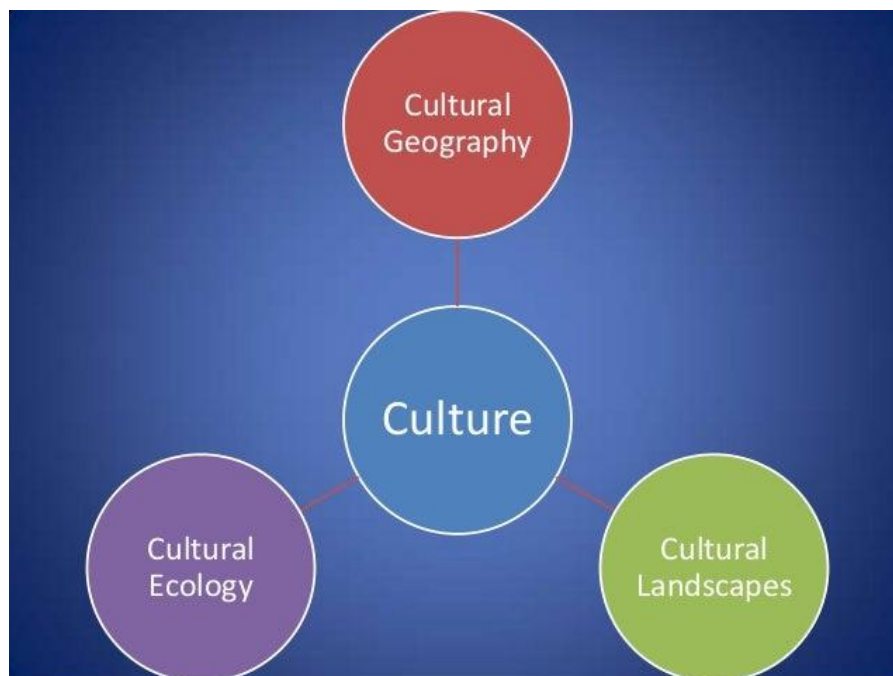 Cultural
Geography
Culture
Cultural
Ecology
Cultural
Landscapes